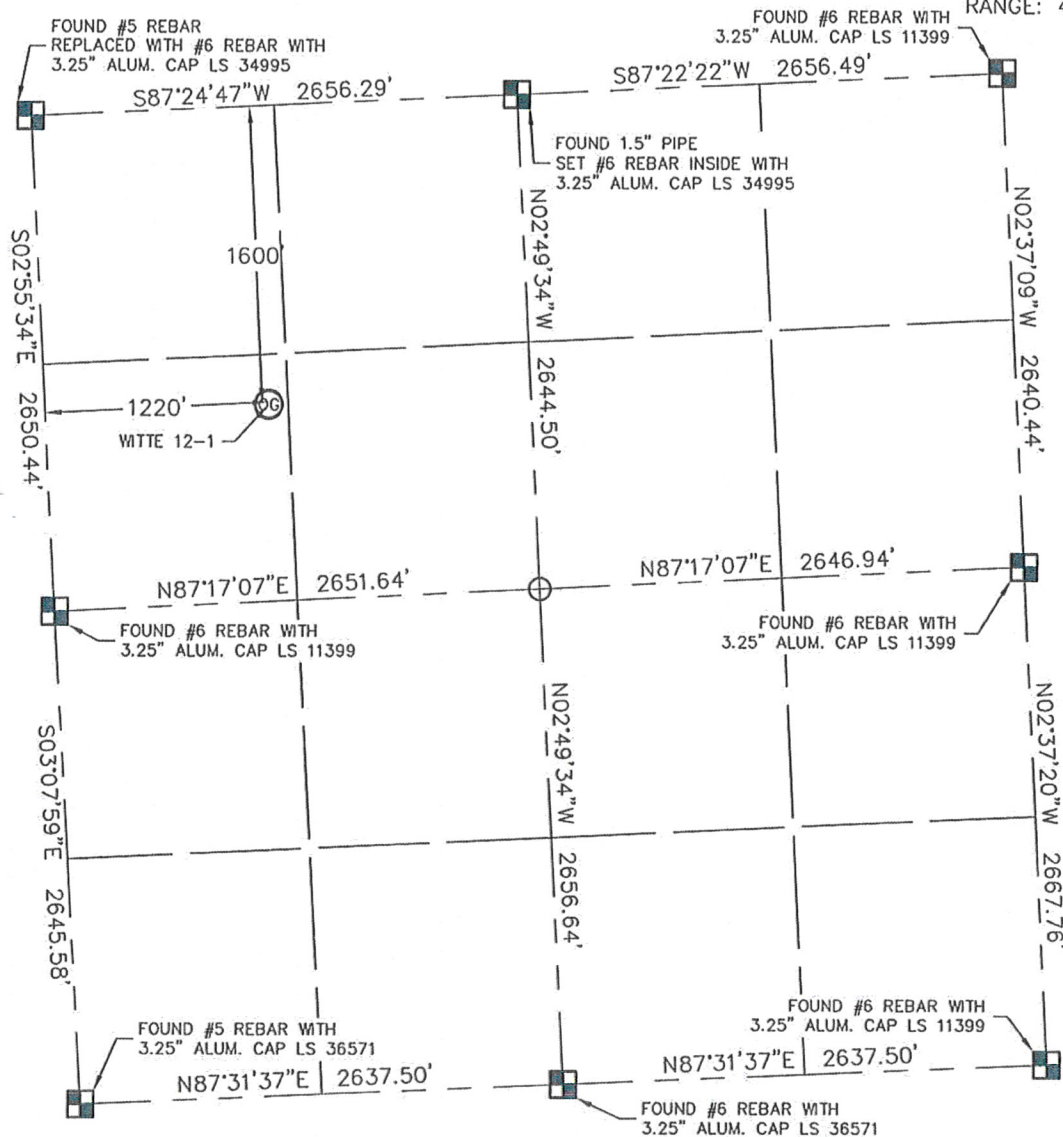 RANGE: 4
FOUND #5 REBAR
REPLACED WITH #6 REBAR WITH
3.25" ALUM. CAP LS 34995
FOUND #6 REBAR WITH
3.25" ALUM. CAP LS 11399
S87°24'47"W 2656.29'
S87°22'22"W 2656.49'
FOUND 1.5" PIPE
SET #6 REBAR INSIDE WITH
3.25" ALUM. CAP LS 34995
S02°55'34"E 2650.44'
1600'
N02°49'34"W 2644.50'
N02°37'09"W 2640.44'
1220'
OG
WITTE 12-1
N87°17'07"E 2651.64'
N87°17'07"E 2646.94'
FOUND #6 REBAR WITH
3.25" ALUM. CAP LS 11399
FOUND #6 REBAR WITH
3.25" ALUM. CAP LS 11399
S03°07'59"E 2645.58'
N02°49'34"W 2656.64'
N02°37'20"W 2667.76'
FOUND #5 REBAR WITH
3.25" ALUM. CAP LS 36571
FOUND #6 REBAR WITH
3.25" ALUM. CAP LS 11399
N87°31'37"E 2637.50'
N87°31'37"E 2637.50'
FOUND #6 REBAR WITH
3.25" ALUM. CAP LS 36571